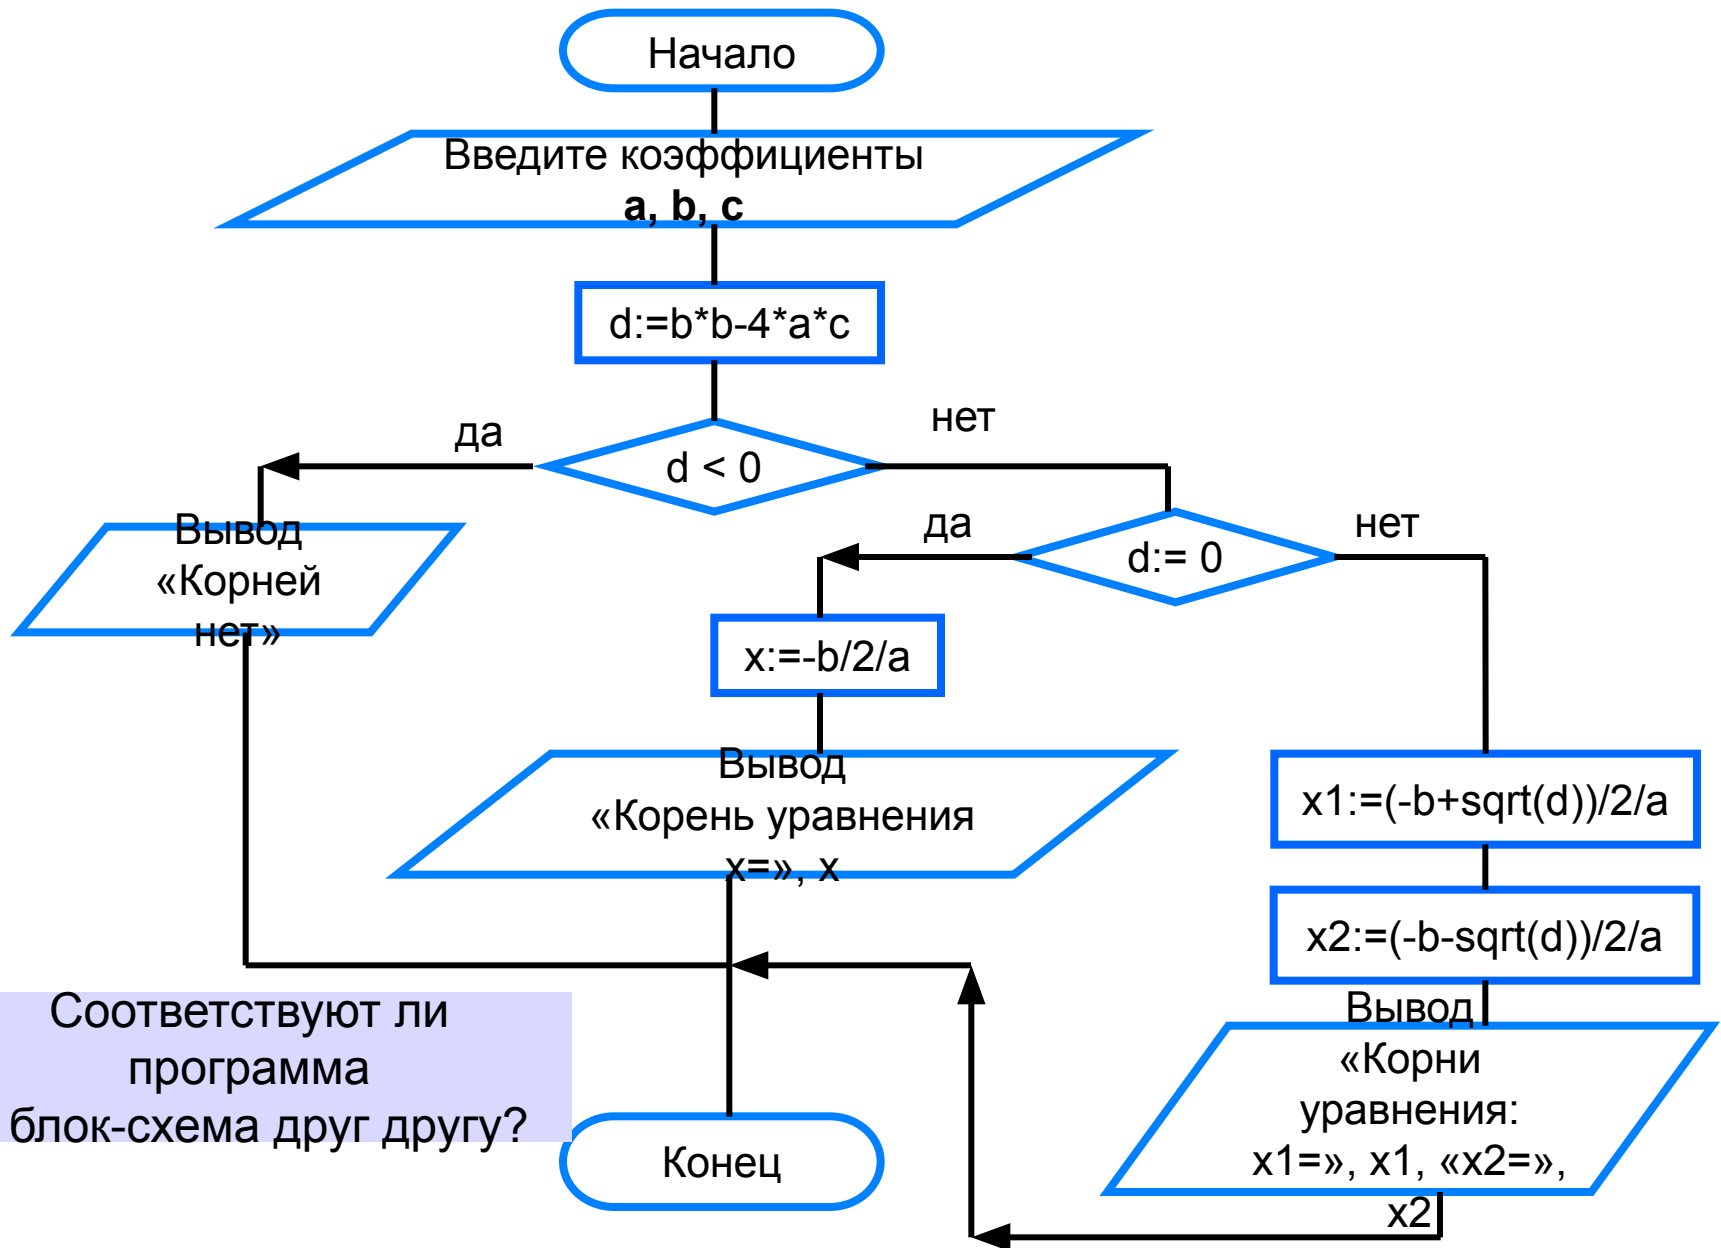 Начало
Введите коэффициенты
a, b, c
d:=b*b-4*a*c
да
нет
d < 0
Вывод
«Корней
нет»
да
нет
d:= 0
x:=-b/2/a
Вывод
«Корень уравнения
x=», x
x1:=(-b+sqrt(d))/2/a
x2:=(-b-sqrt(d))/2/a
Вывод
«Корни
уравнения:
x1=», x1, «x2=»,
x2
Соответствуют ли
программа
блок-схема друг другу?
Конец